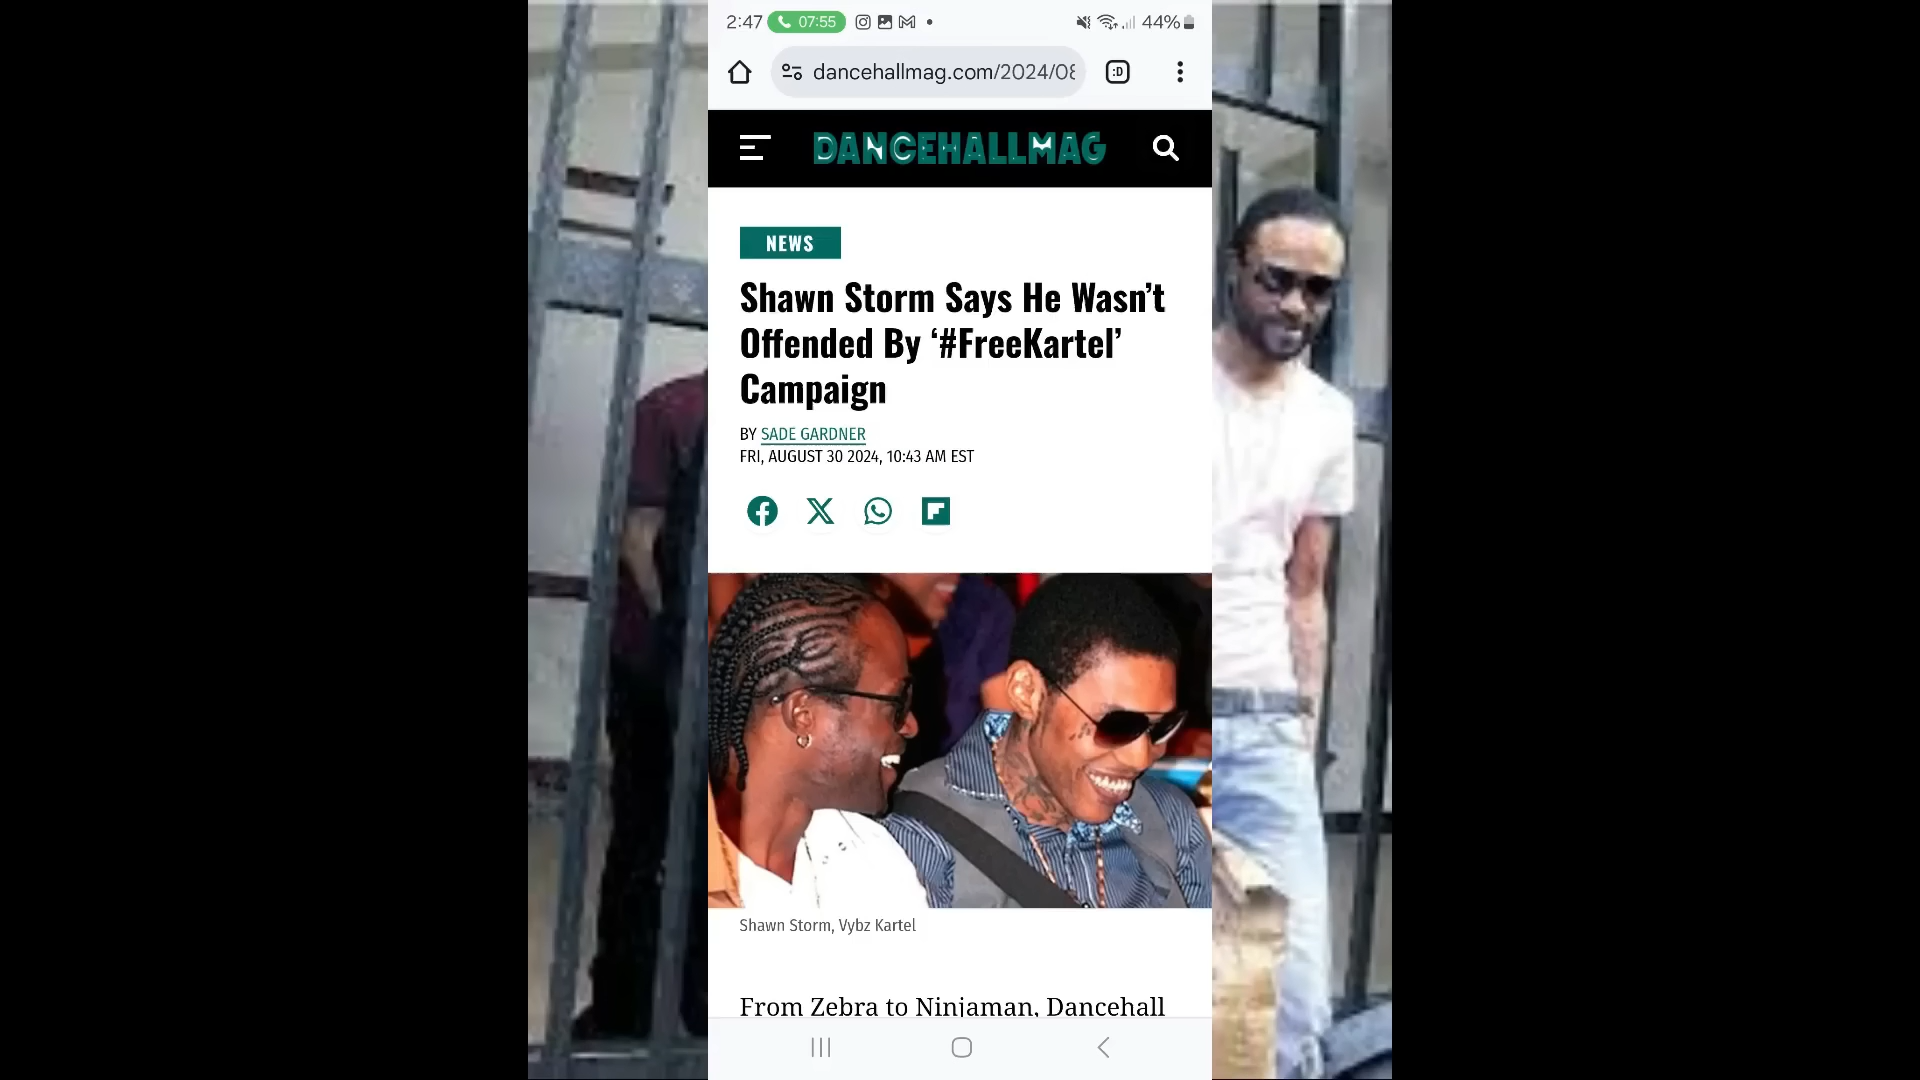 2:47 07:55 44%
dancehallmag.com/2024/08
:D
DANCEHALLMAG
NEWS
Shawn Storm Says He Wasn’t
Offended By ‘#FreeKartel’
Campaign
BY SADE GARDNER
FRI, AUGUST 30 2024, 10:43 AM EST
Shawn Storm, Vybz Kartel
From Zebra to Ninjaman, Dancehall